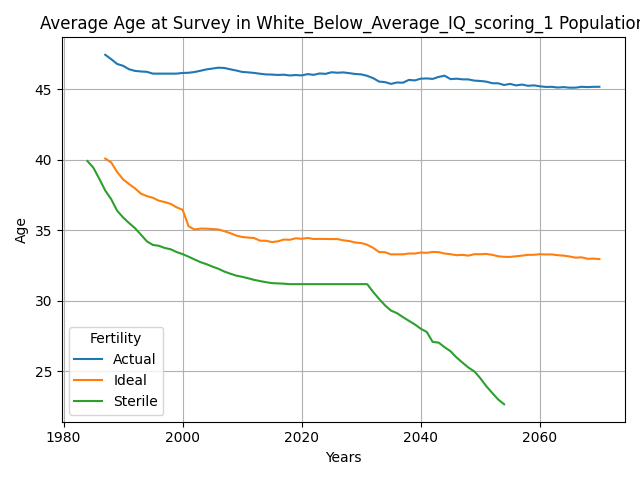 Average Age at Survey in White_Below_Average_IQ_scoring_1 Population
Age
45
40
35
30
25
Fertility
Actual
Ideal
Sterile
1980
2000
2020
2040
2060
Years